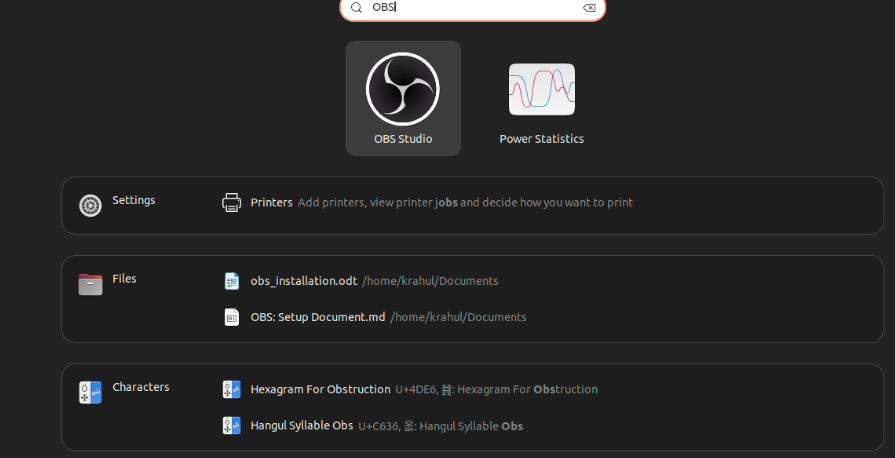 OBS
OBS Studio
Power Statistics
Settings
Printers Add printers, view printer jobs and decide how you want to print
Files
obs_installation.odt /home/krahul/Documents
OBS: Setup Document.md /home/krahul/Documents
Characters
Hexagram For Obstruction U+4DE6, ䷦: Hexagram For Obstruction
Hangul Syllable Obs U+C636, 옶: Hangul Syllable Obs